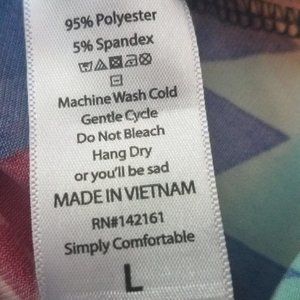 95% Polyester
5% Spandex
Machine Wash Cold
Gentle Cycle
Do Not Bleach
Hang Dry
or you'll be sad
MADE IN VIETNAM
RN#142161
Simply Comfortable
L